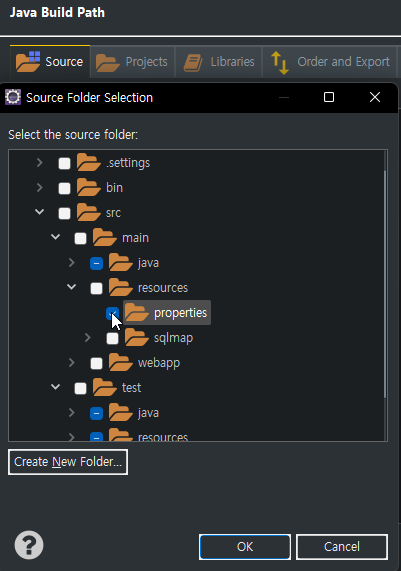 Java Build Path
Source
Projects
Libraries
Order and Export
Source Folder Selection
Select the source folder:
.settings
bin
src
main
java
resources
properties
sqlmap
webapp
test
java
resources
Create New Folder...
?
OK
Cancel